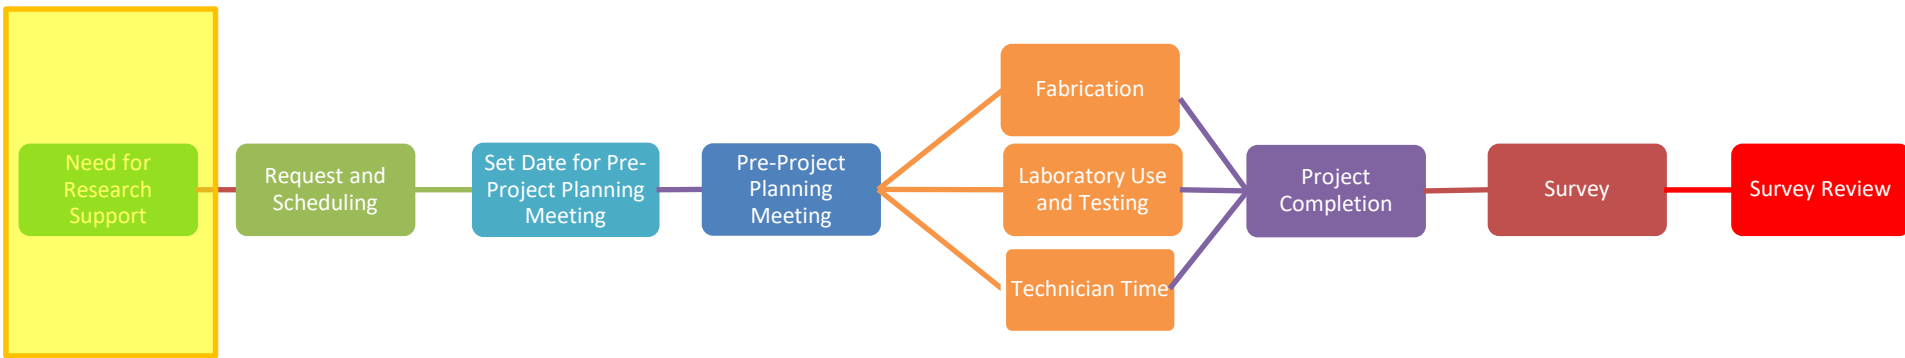 Need for
Research
Support
Request and
Scheduling
Set Date for Pre-
Project Planning
Meeting
Pre-Project
Planning
Meeting
Fabrication
Laboratory Use
and Testing
Technician Time
Project
Completion
Survey
Survey Review